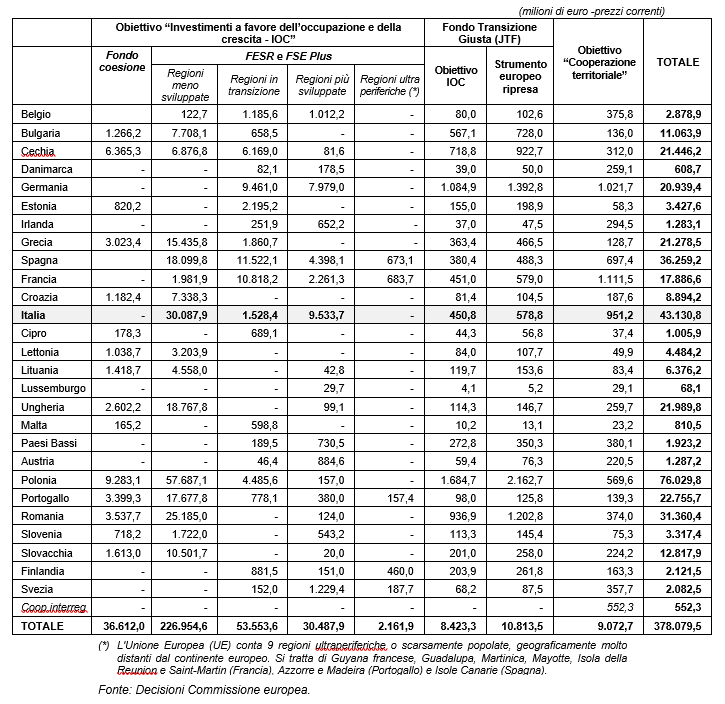 (milioni di euro -prezzi correnti)
Obiettivo “Investimenti a favore dell’occupazione e della crescita - IOC” Fondo Transizione Giusta (JTF) Obiettivo “Cooperazione territoriale” TOTALE
Fondo coesione FESR e FSE Plus Obiettivo IOC Strumento europeo ripresa
Regioni meno sviluppate Regioni in transizione Regioni più sviluppate Regioni ultra periferiche (*)
Belgio 122,7 1.185,6 1.012,2 - 80,0 102,6 375,8 2.878,9
Bulgaria 1.266,2 7.708,1 658,5 - - 567,1 728,0 136,0 11.063,9
Cechia 6.365,3 6.876,8 6.169,0 81,6 - 718,8 922,7 312,0 21.446,2
Danimarca - - 82,1 178,5 - 39,0 50,0 259,1 608,7
Germania - - 9.461,0 7.979,0 - 1.084,9 1.392,8 1.021,7 20.939,4
Estonia 820,2 - 2.195,2 - - 155,0 198,9 58,3 3.427,6
Irlanda - - 251,9 652,2 - 37,0 47,5 294,5 1.283,1
Grecia 3.023,4 15.435,8 1.860,7 - - 363,4 466,5 128,7 21.278,5
Spagna 18.099,8 11.522,1 4.398,1 673,1 380,4 488,3 697,4 36.259,2
Francia - 1.981,9 10.818,2 2.261,3 683,7 451,0 579,0 1.111,5 17.886,6
Croazia 1.182,4 7.338,3 - - - 81,4 104,5 187,6 8.894,2
Italia - 30.087,9 1.528,4 9.533,7 - 450,8 578,8 951,2 43.130,8
Cipro 178,3 - 689,1 - - 44,3 56,8 37,4 1.005,9
Lettonia 1.038,7 3.203,9 - - - 84,0 107,7 49,9 4.484,2
Lituania 1.418,7 4.558,0 - 42,8 - 119,7 153,6 83,4 6.376,2
Lussemburgo - - - 29,7 - 4,1 5,2 29,1 68,1
Ungheria 2.602,2 18.767,8 - 99,1 - 114,3 146,7 259,7 21.989,8
Malta 165,2 - 598,8 - - 10,2 13,1 23,2 810,5
Paesi Bassi - - 189,5 730,5 - 272,8 350,3 380,1 1.923,2
Austria - - 46,4 884,6 - 59,4 76,3 220,5 1.287,2
Polonia 9.283,1 57.687,1 4.485,6 157,0 - 1.684,7 2.162,7 569,6 76.029,8
Portogallo 3.399,3 17.677,8 778,1 380,0 157,4 98,0 125,8 139,3 22.755,7
Romania 3.537,7 25.185,0 - 124,0 - 936,9 1.202,8 374,0 31.360,4
Slovenia 718,2 1.722,0 - 543,2 - 113,3 145,4 75,3 3.317,4
Slovacchia 1.613,0 10.501,7 - 20,0 - 201,0 258,0 224,2 12.817,9
Finlandia - - 881,5 151,0 460,0 203,9 261,8 163,3 2.121,5
Svezia - - 152,0 1.229,4 187,7 68,2 87,5 357,7 2.082,5
Coop.interreg. - - - - - - - 552,3 552,3
TOTALE 36.612,0 226.954,6 53.553,6 30.487,9 2.161,9 8.423,3 10.813,5 9.072,7 378.079,5
(*) L’Unione Europea (UE) conta 9 regioni ultraperiferiche o scarsamente popolate, geograficamente molto
distanti dal continente europeo. Si tratta di Guyana francese, Guadalupa, Martinica, Mayotte, Isola della
Reunion e Saint-Martin (Francia), Azzorre e Madeira (Portogallo) e Isole Canarie (Spagna).
Fonte: Decisioni Commissione europea.